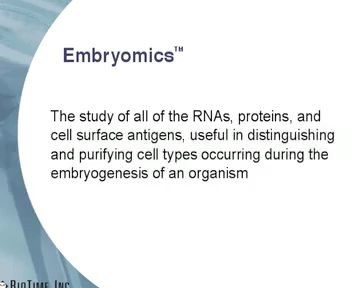 Embryomics™
The study of all of the RNAs, proteins, and
cell surface antigens, useful in distinguishing
and purifying cell types occurring during the
embryogenesis of an organism
BioTime, Inc